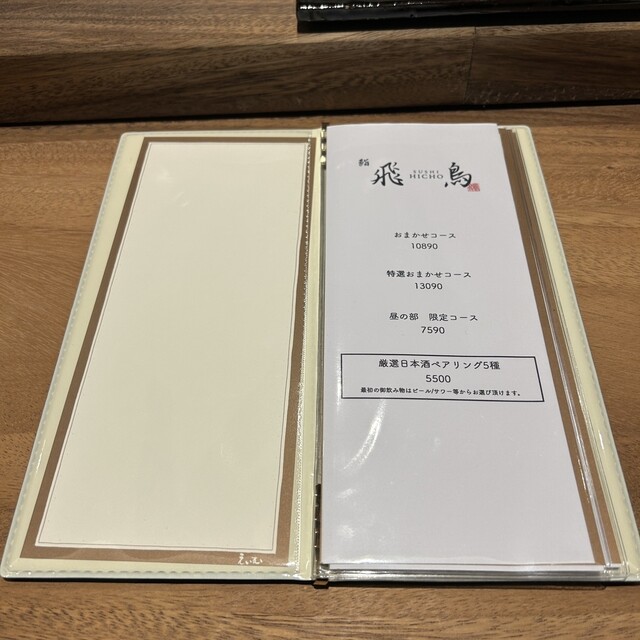 鮨
飛鳥
SUSHI
HICHO
おまかせコース
10890
特選おまかせコース
13090
昼の部 限定コース
7590
厳選日本酒ペアリング5種
5500
最初の御飲み物はビール/サワー等からお選び頂けます。
えいむ